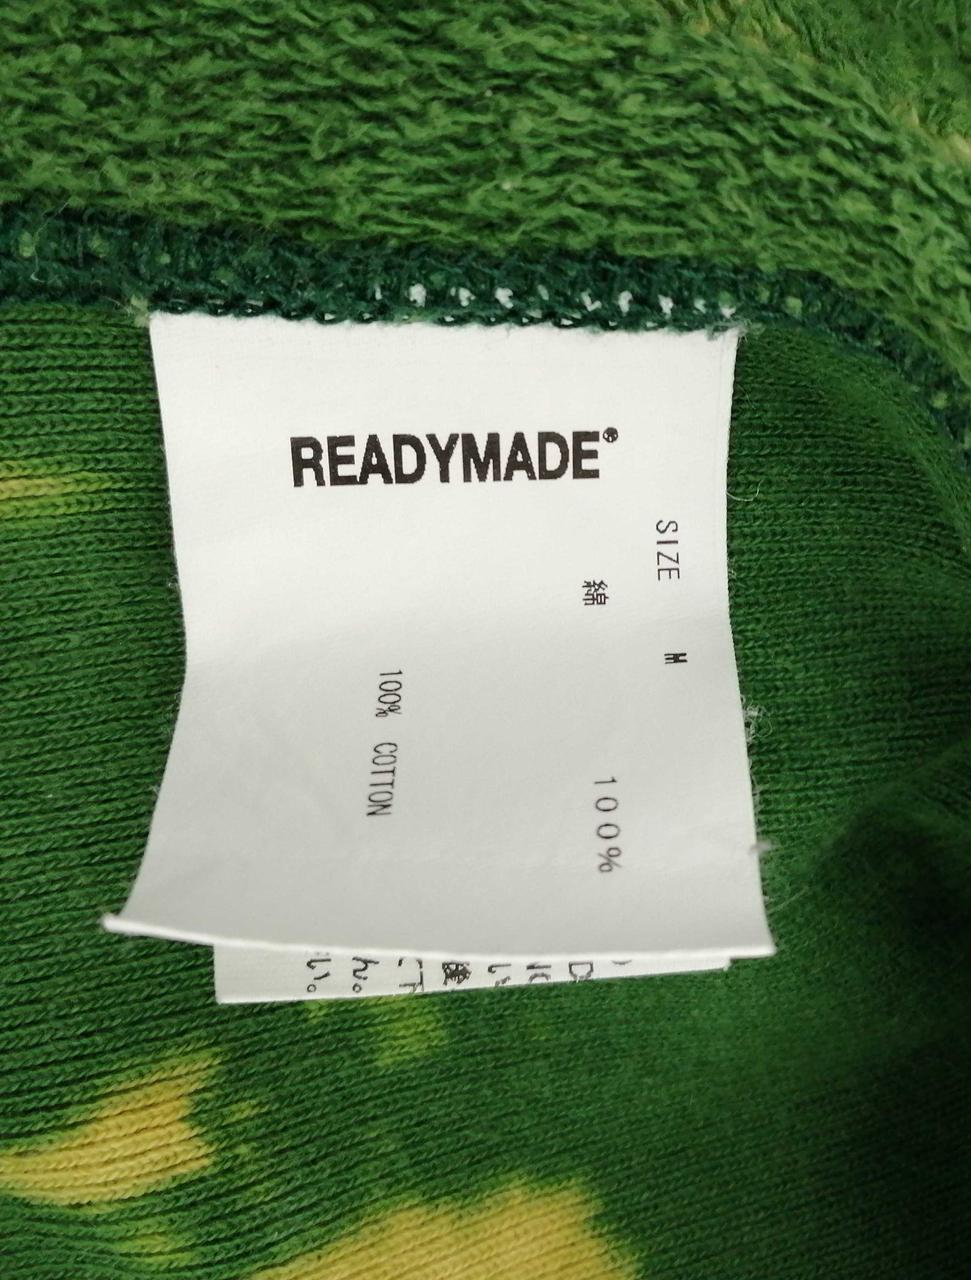 READYMADE®
SIZE M
綿 100%
100% COTTON